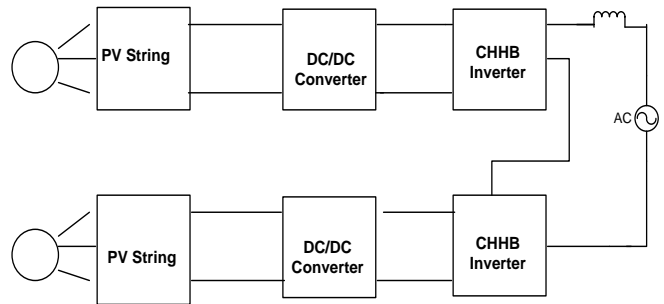 PV String
DC/DC
Converter
CHHB
Inverter
AC
PV String
DC/DC
Converter
CHHB
Inverter